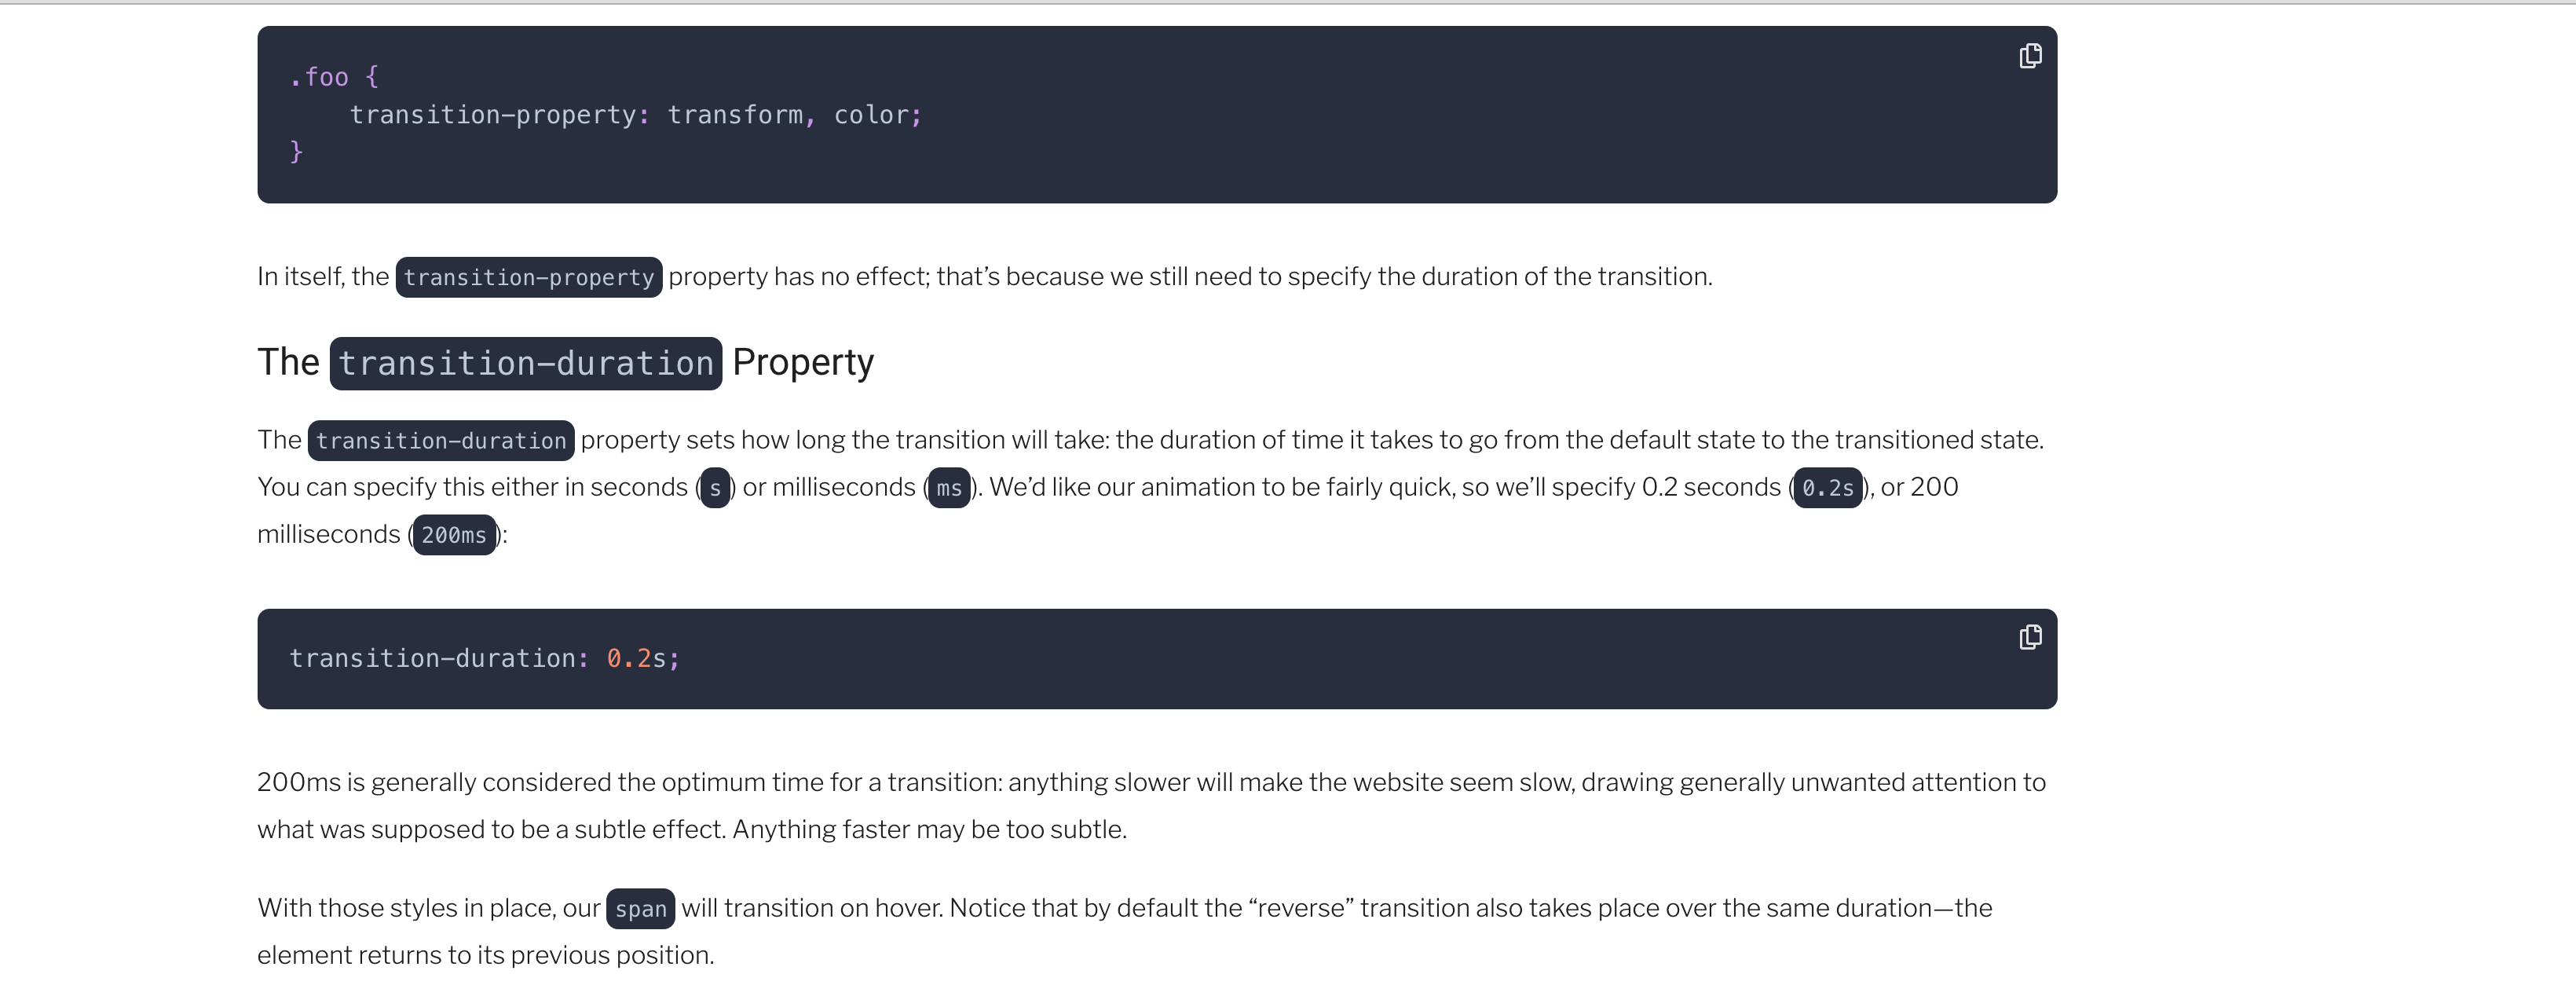 .foo {
    transition-property: transform, color;
}
In itself, the transition-property property has no effect; that’s because we still need to specify the duration of the transition.
The transition-duration Property
The transition-duration property sets how long the transition will take: the duration of time it takes to go from the default state to the transitioned state.
You can specify this either in seconds (s) or milliseconds (ms). We’d like our animation to be fairly quick, so we’ll specify 0.2 seconds (0.2s), or 200
milliseconds (200ms):
transition-duration: 0.2s;
200ms is generally considered the optimum time for a transition: anything slower will make the website seem slow, drawing generally unwanted attention to
what was supposed to be a subtle effect. Anything faster may be too subtle.
With those styles in place, our span will transition on hover. Notice that by default the “reverse” transition also takes place over the same duration—the
element returns to its previous position.